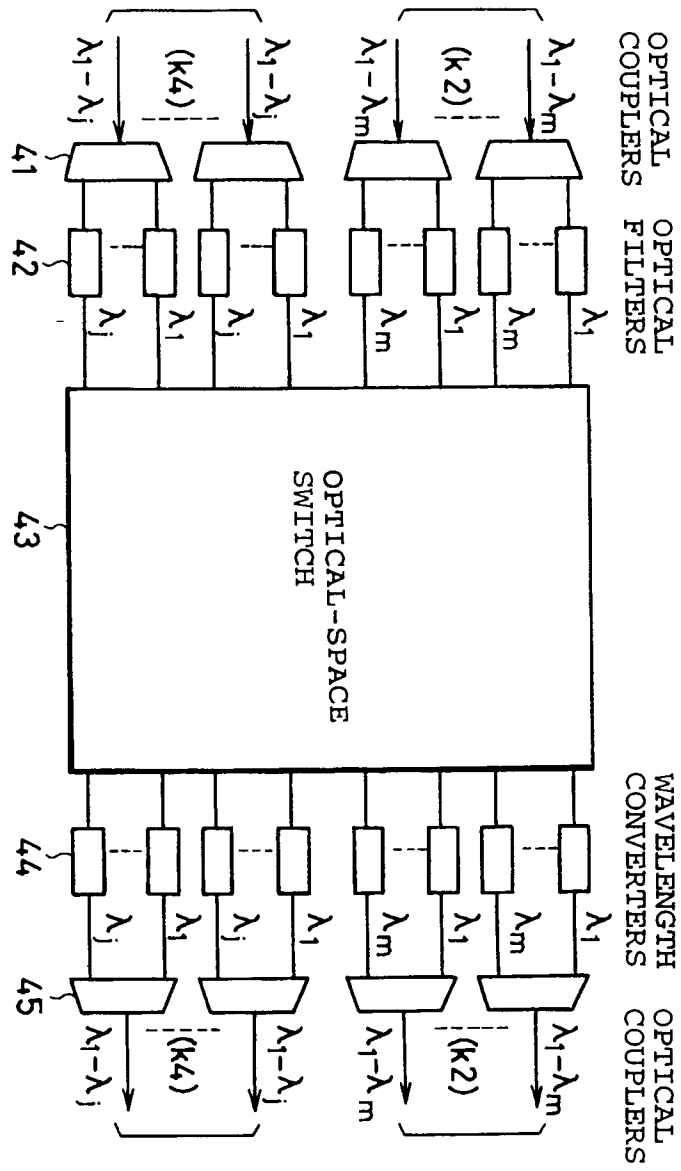 OPTICAL
COUPLERS
OPTICAL
FILTERS
WAVELENGTH
CONVERTERS
OPTICAL
COUPLERS
λ₁-λₘ
λ₁
λ₁
λ₁-λₘ
(k2)
λₘ
λₘ
(k2)
λ₁-λₘ
λ₁
λ₁
λ₁-λₘ
λₘ
λₘ
OPTICAL-SPACE
SWITCH
λ₁-λⱼ
λ₁
λ₁
λ₁-λⱼ
(k4)
λⱼ
λⱼ
(k4)
λ₁-λⱼ
λ₁
λ₁
λ₁-λⱼ
λⱼ
λⱼ
41
42
43
44
45